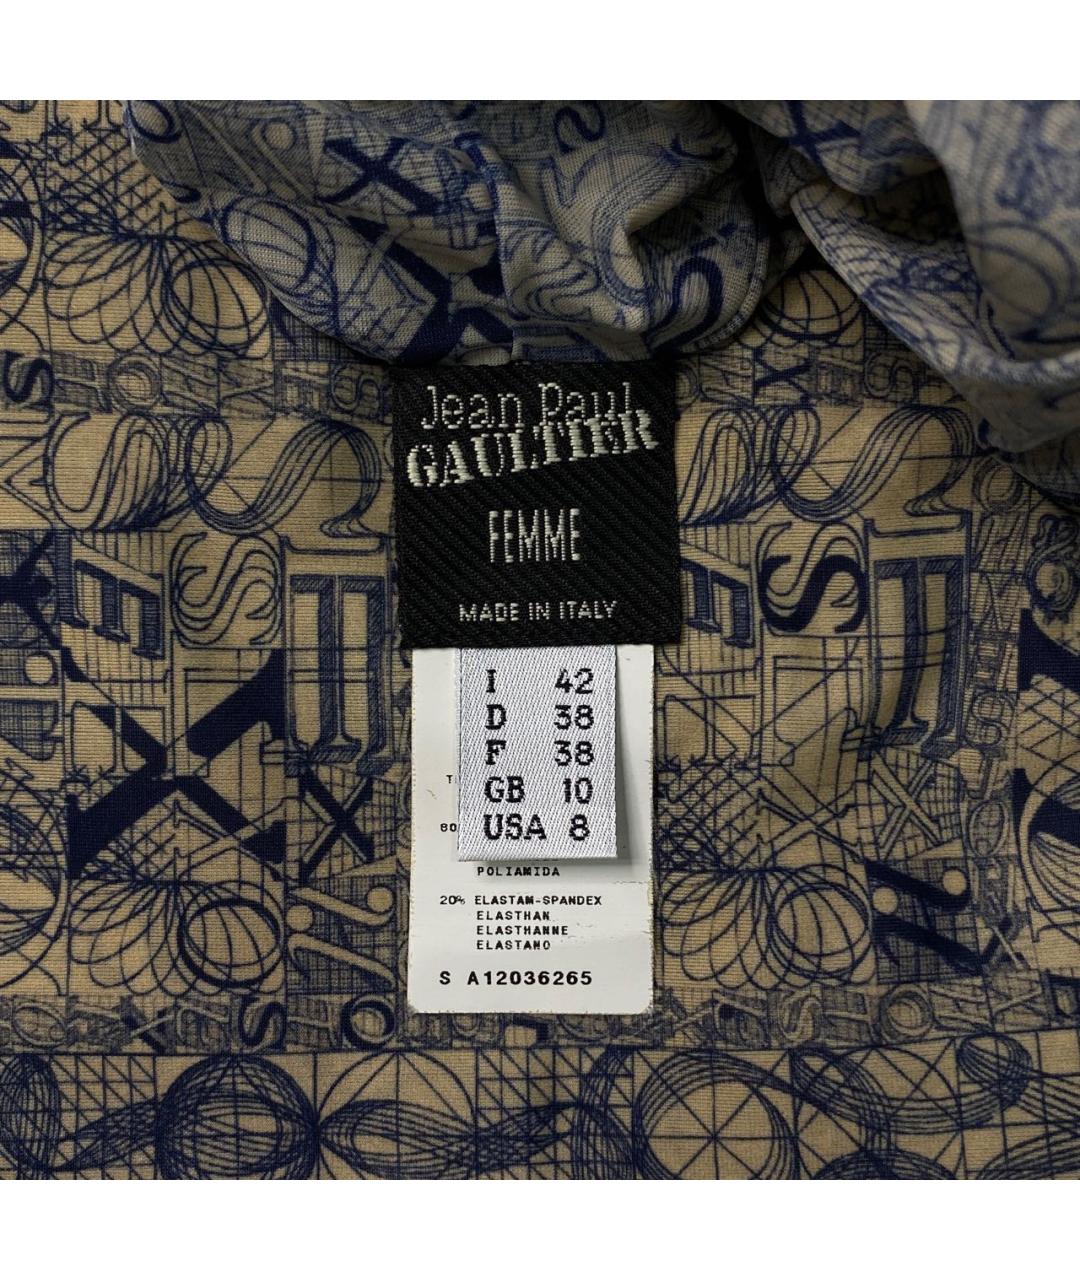 Jean Paul
GAULTIER
FEMME
MADE IN ITALY
I 42
D 38
F 38
GB 10
USA 8
T
80
POLIAMIDA
20% ELASTAM-SPANDEX
ELASTHAN
ELASTHANNE
ELASTANO
S A12036265